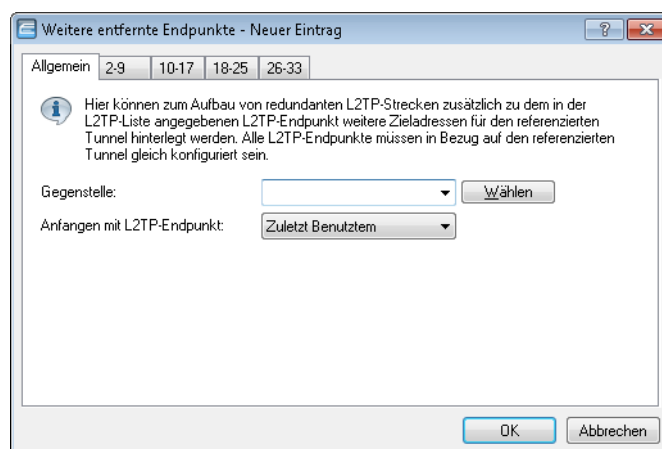 Weitere entfernte Endpunkte - Neuer Eintrag
Allgemein 2-9 10-17 18-25 26-33
Hier können zum Aufbau von redundanten L2TP-Strecken zusätzlich zu dem in der
L2TP-Liste angegebenen L2TP-Endpunkt weitere Zieladressen für den referenzierten
Tunnel hinterlegt werden. Alle L2TP-Endpunkte müssen in Bezug auf den referenzierten
Tunnel gleich konfiguriert sein.
Gegenstelle: Wählen
Anfangen mit L2TP-Endpunkt: Zuletzt Benutztem
OK Abbrechen